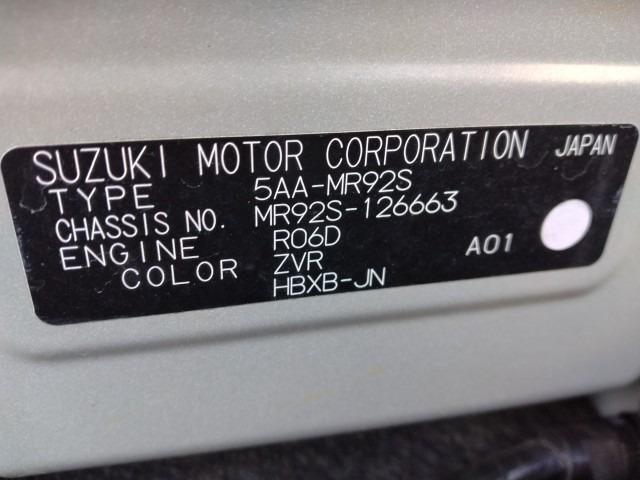 SUZUKI MOTOR CORPORATION JAPAN
TYPE 5AA-MR92S
CHASSIS NO. MR92S-126663
ENGINE R06D
COLOR ZVR A01
HBXB-JN